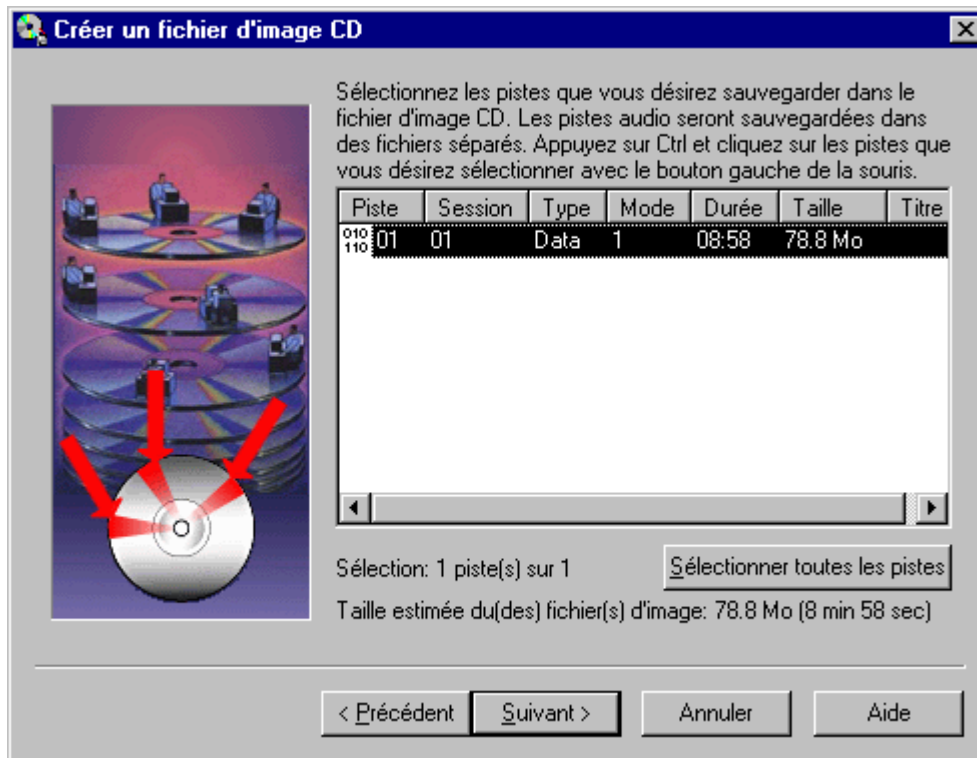 Créer un fichier d'image CD
Sélectionnez les pistes que vous désirez sauvegarder dans le
fichier d'image CD. Les pistes audio seront sauvegardées dans
des fichiers séparés. Appuyez sur Ctrl et cliquez sur les pistes que
vous désirez sélectionner avec le bouton gauche de la souris.
Piste Session Type Mode Durée Taille Titre
010
110 01 01 Data 1 08:58 78.8 Mo
Sélection: 1 piste(s) sur 1
Sélectionner toutes les pistes
Taille estimée du(des) fichier(s) d'image: 78.8 Mo (8 min 58 sec)
< Précédent Suivant > Annuler Aide